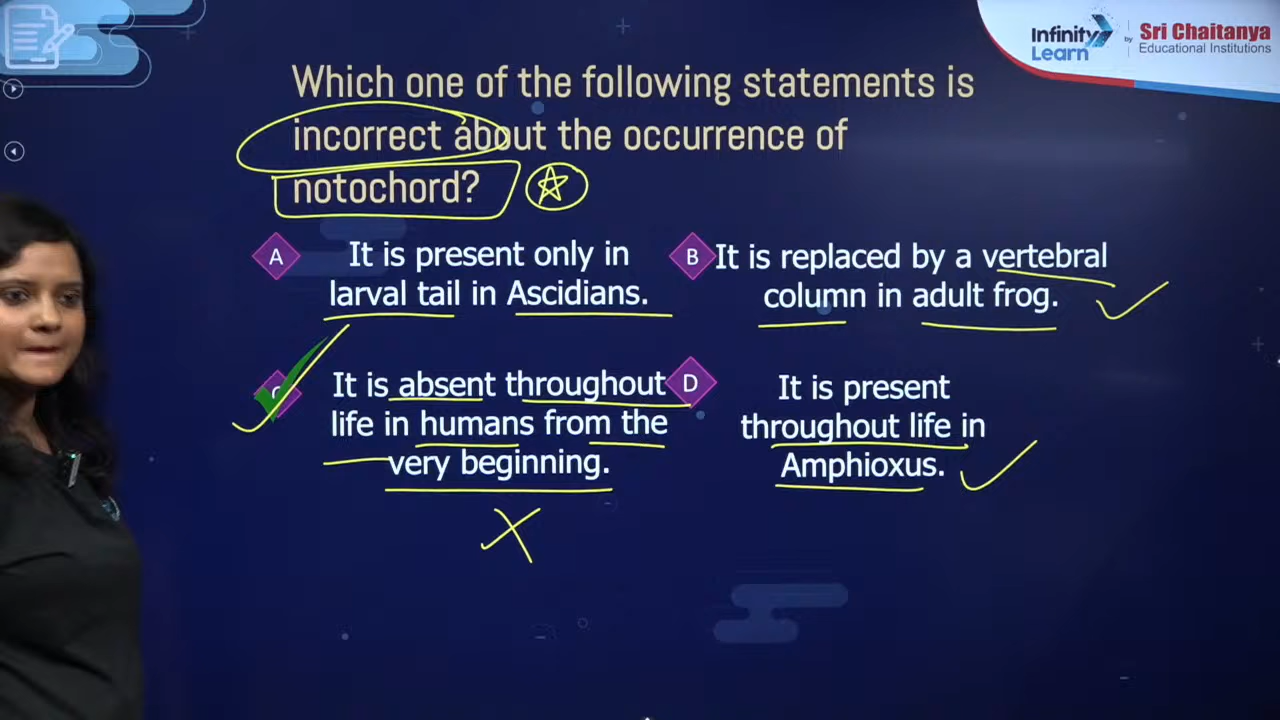 Infinity Learn by Sri Chaitanya Educational Institutions
Which one of the following statements is
incorrect about the occurrence of
notochord?
A It is present only in
larval tail in Ascidians.
B It is replaced by a vertebral
column in adult frog.
C It is absent throughout
life in humans from the
very beginning.
D It is present
throughout life in
Amphioxus.